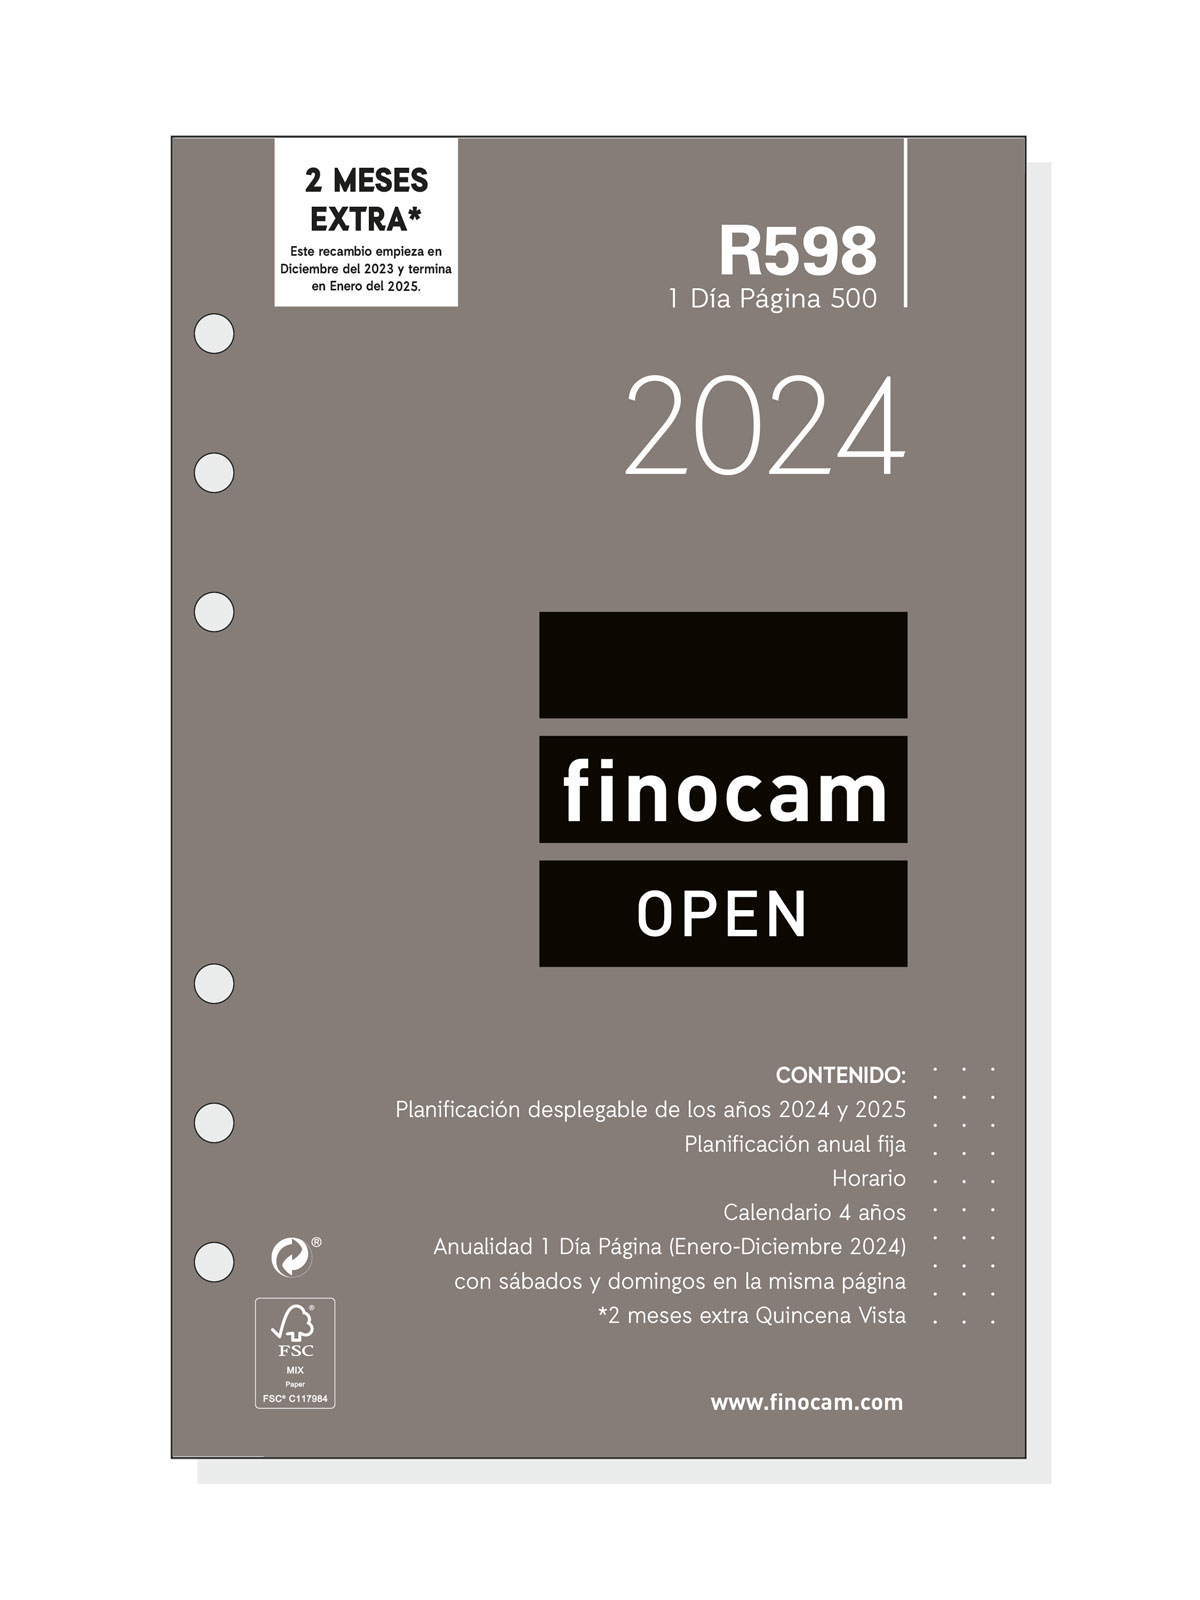 2 MESES
EXTRA*
Este recambio empieza en
Diciembre del 2023 y termina
en Enero del 2025.
R598
1 Día Página 500
2024
finocam
OPEN
CONTENIDO:
Planificación desplegable de los años 2024 y 2025
Planificación anual fija
Horario
Calendario 4 años
Anualidad 1 Día Página (Enero-Diciembre 2024)
con sábados y domingos en la misma página
*2 meses extra Quincena Vista
®
®
FSC
MIX
Paper
FSC® C117984
www.finocam.com